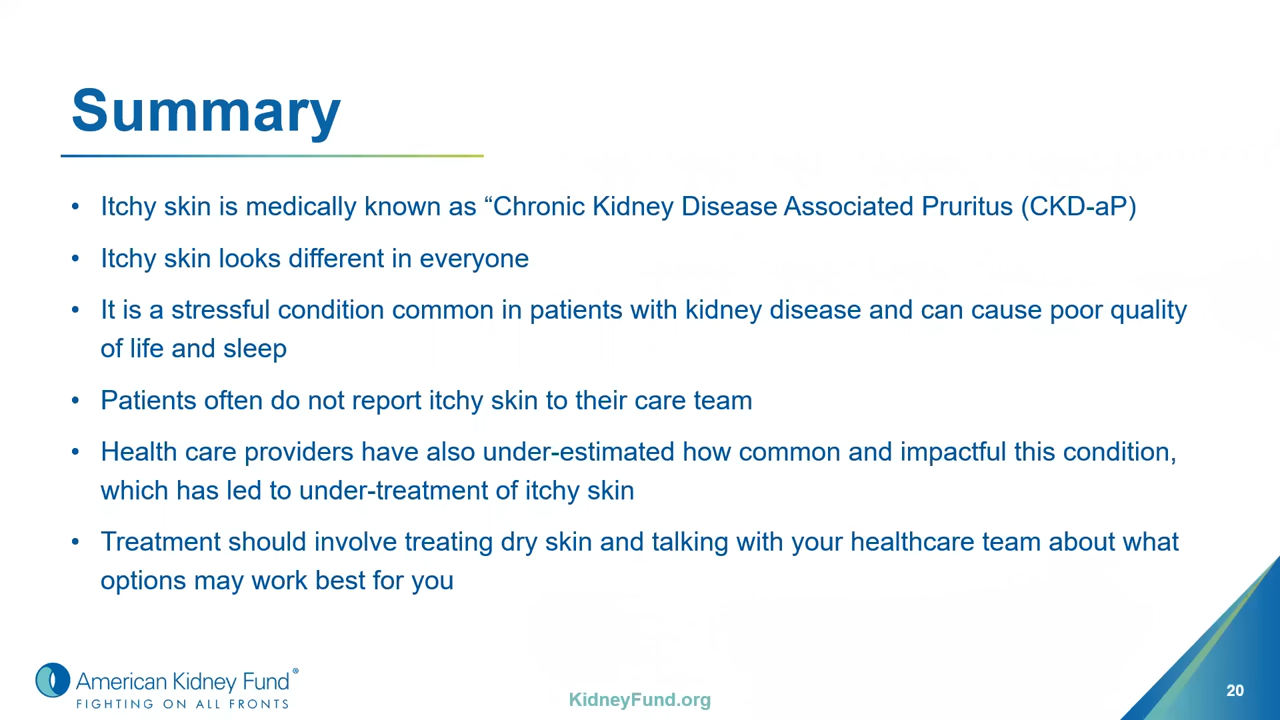 Summary
• Itchy skin is medically known as “Chronic Kidney Disease Associated Pruritus (CKD-aP)
• Itchy skin looks different in everyone
• It is a stressful condition common in patients with kidney disease and can cause poor quality
of life and sleep
• Patients often do not report itchy skin to their care team
• Health care providers have also under-estimated how common and impactful this condition,
which has led to under-treatment of itchy skin
• Treatment should involve treating dry skin and talking with your healthcare team about what
options may work best for you
American Kidney Fund®
FIGHTING ON ALL FRONTS
KidneyFund.org
20